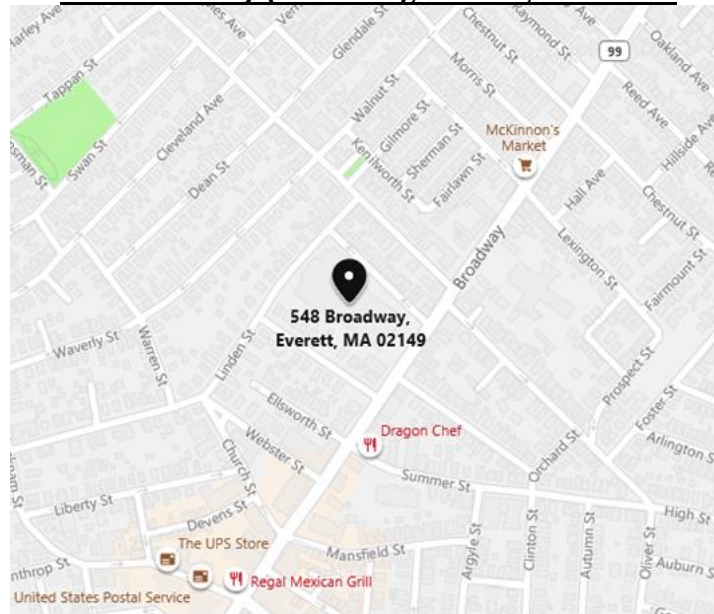 Tappan St
Glendale St
Chestnut St
99
Oakland Ave
Morris St
Reed Ave
Walnut St
Gilmore St
Kenilworth St
Sherman St
Fairlawn St
McKinnon's
Market
Hillside Av
Swan St
Cleveland Ave
Dean St
Hall Ave
Chestnut St
Broadway
Lexington St
Fairmount St
548 Broadway,
Everett, MA 02149
Waverly St
Warren St
Linden St
Prospect St
Foster St
Ellsworth St
Dragon Chef
Arlington S
Webster St
Orchard St
Church St
Summer St
Liberty St
High St
Devens St
The UPS Store
Mansfield St
Argyle St
Clinton St
Autumn St
Oliver St
Auburn S
nthrop St
United States Postal Service
Regal Mexican Grill